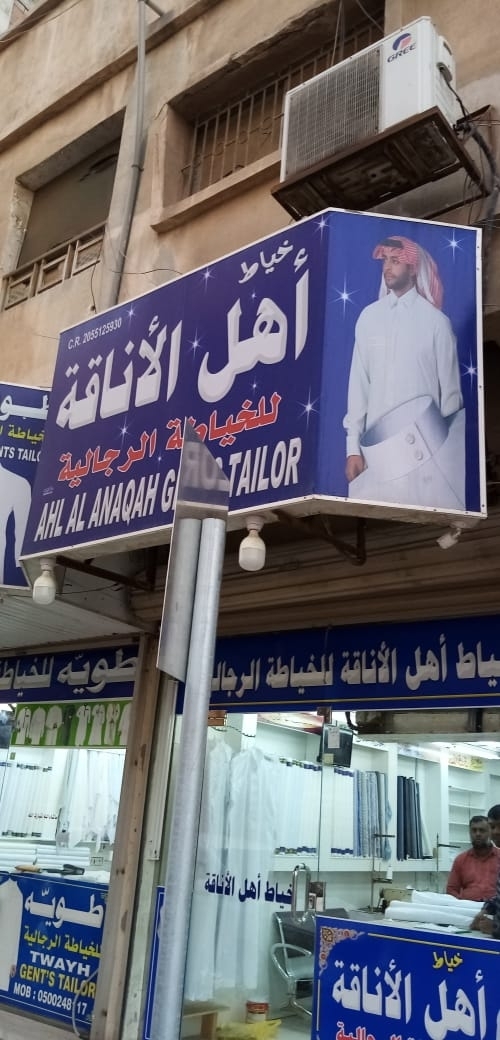 GREE
خياط
أهل الأناقة
C.R. 2055125930
للخياطة الرجالية
AHL AL ANAQAH TAILOR
طويه للخياطة
خياط أهل الأناقة للخياطة الرجالية
خياط أهل الأناقة
طويه
للخياطة الرجالية
TWAYH
GENT'S TAILOR
خياط
أهل الأناقة